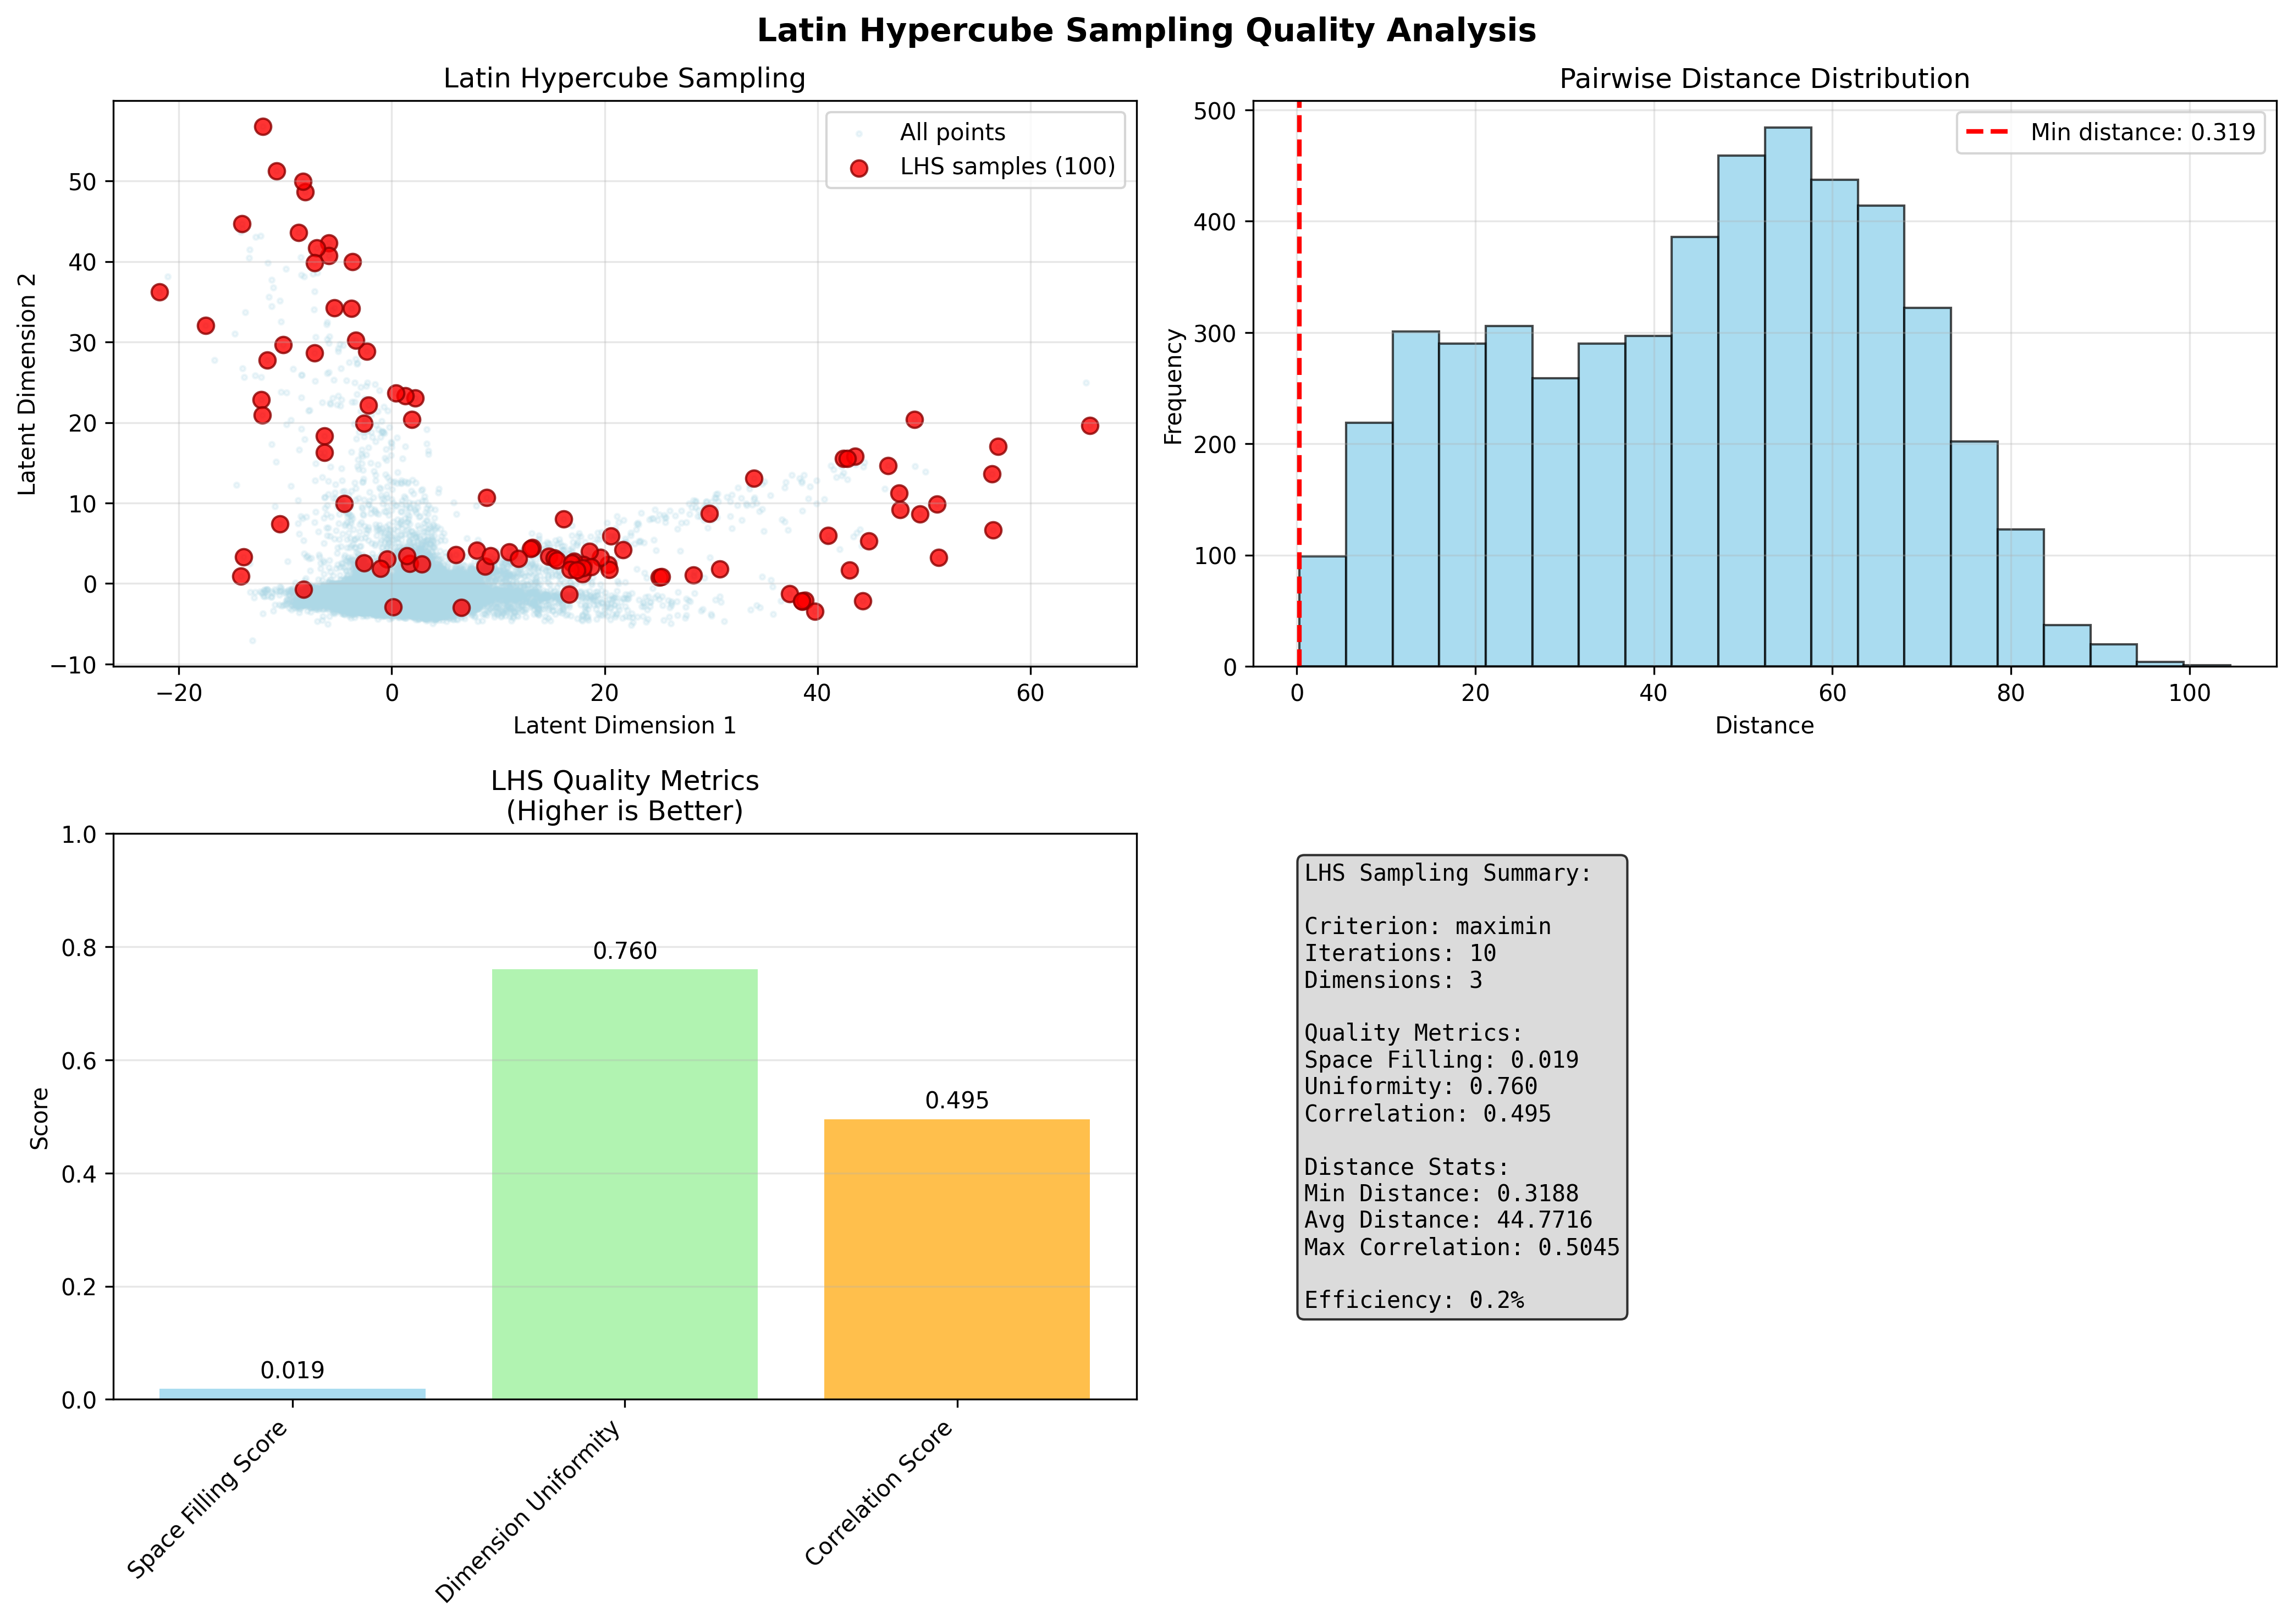 Latin Hypercube Sampling Quality Analysis
Latin Hypercube Sampling
All points
LHS samples (100)
50
40
30
20
10
0
−10
Latent Dimension 2
−20
0
20
40
60
Latent Dimension 1
Pairwise Distance Distribution
Min distance: 0.319
500
400
300
200
100
0
Frequency
0
20
40
60
80
100
Distance
LHS Quality Metrics
(Higher is Better)
1.0
0.8
0.6
0.4
0.2
0.0
Score
0.019
0.760
0.495
Space Filling Score
Dimension Uniformity
Correlation Score
LHS Sampling Summary:
Criterion: maximin
Iterations: 10
Dimensions: 3
Quality Metrics:
Space Filling: 0.019
Uniformity: 0.760
Correlation: 0.495
Distance Stats:
Min Distance: 0.3188
Avg Distance: 44.7716
Max Correlation: 0.5045
Efficiency: 0.2%